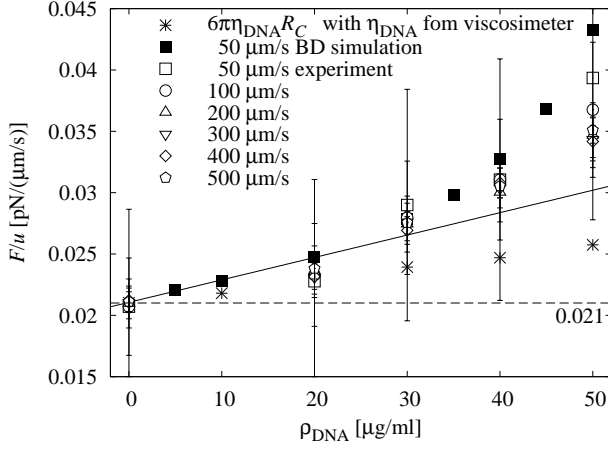 6πη_DNA R_C with η_DNA fom viscosimeter
50 μm/s BD simulation
50 μm/s experiment
100 μm/s
200 μm/s
300 μm/s
400 μm/s
500 μm/s
F/u [pN/(μm/s)]
0.045
0.04
0.035
0.03
0.025
0.02
0.015
0.021
0 10 20 30 40 50
ρ_DNA [μg/ml]